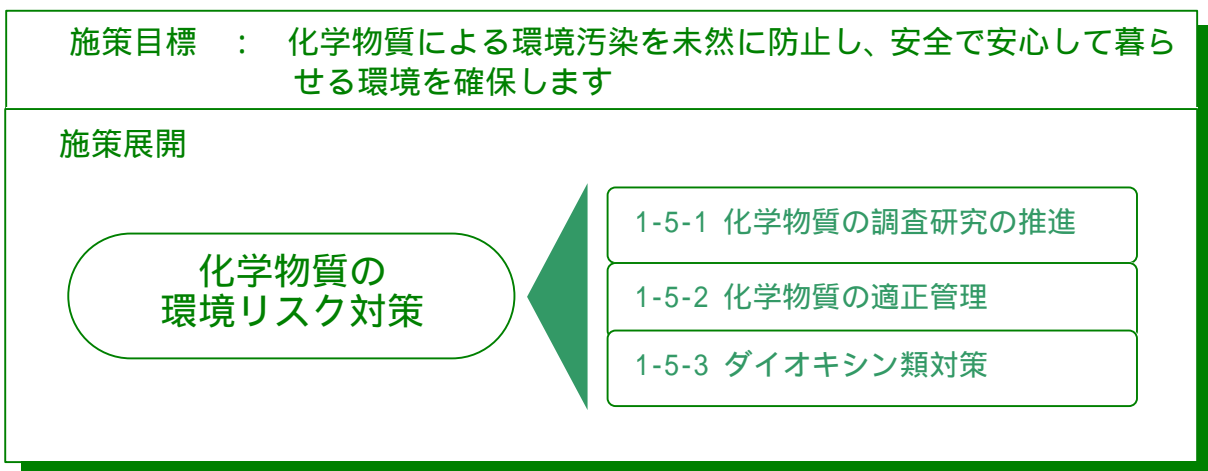 施策目標 : 化学物質による環境汚染を未然に防止し、安全で安心して暮ら
せる環境を確保します
施策展開
化学物質の
環境リスク対策
1-5-1 化学物質の調査研究の推進
1-5-2 化学物質の適正管理
1-5-3 ダイオキシン類対策